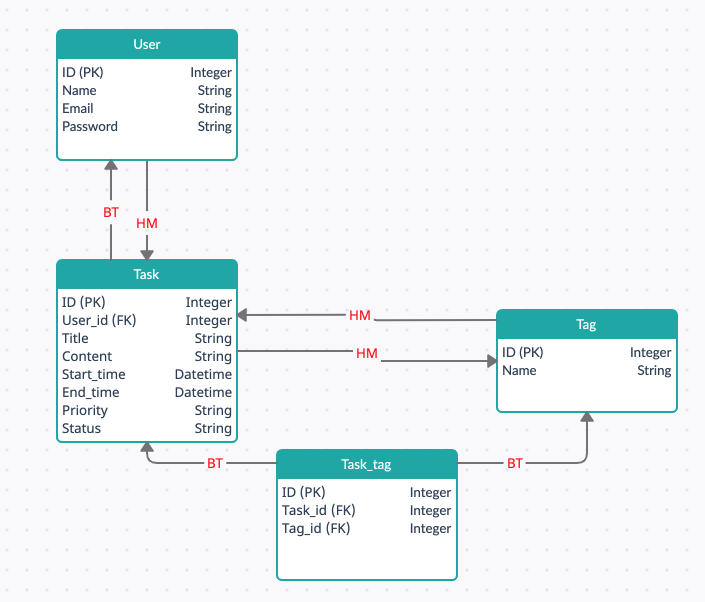 User
ID (PK) Integer
Name String
Email String
Password String
BT
HM
Task
ID (PK) Integer
User_id (FK) Integer
Title String
Content String
Start_time Datetime
End_time Datetime
Priority String
Status String
HM
HM
Tag
ID (PK) Integer
Name String
BT
BT
Task_tag
ID (PK) Integer
Task_id (FK) Integer
Tag_id (FK) Integer